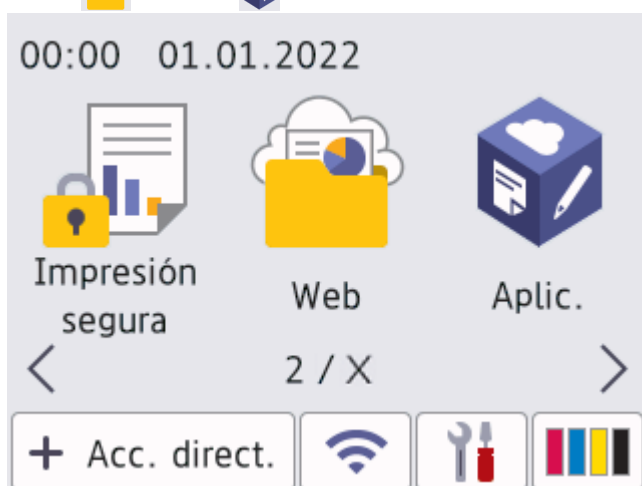 00:00 01.01.2022
Impresión
segura
Web
Aplic.
2 / X
+ Acc. direct.